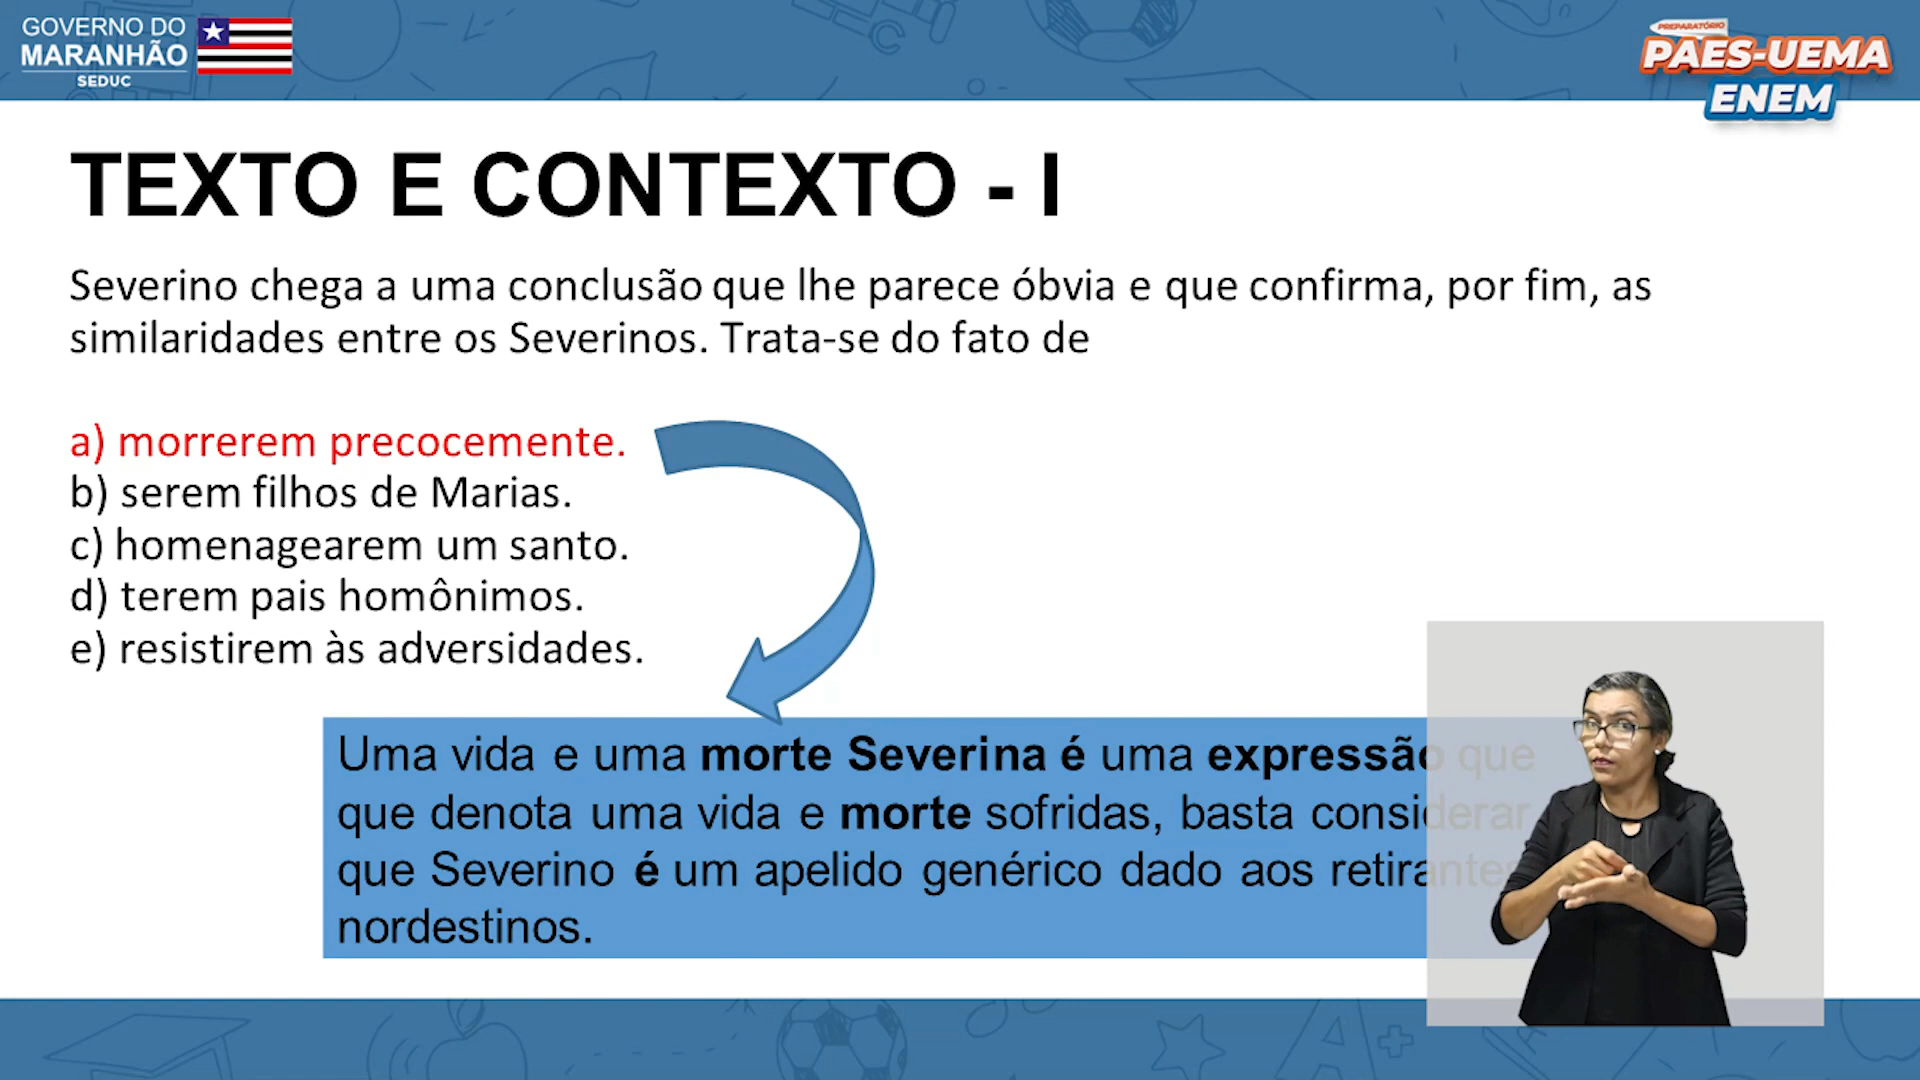 GOVERNO DO
MARANHÃO
SEDUC
PREPARATÓRIO
PAES-UEMA
ENEM
TEXTO E CONTEXTO - I
Severino chega a uma conclusão que lhe parece óbvia e que confirma, por fim, as
similaridades entre os Severinos. Trata-se do fato de
a) morrerem precocemente.
b) serem filhos de Marias.
c) homenagearem um santo.
d) terem pais homônimos.
e) resistirem às adversidades.
Uma vida e uma morte Severina é uma expressão que
que denota uma vida e morte sofridas, basta considerar
que Severino é um apelido genérico dado aos retirantes
nordestinos.